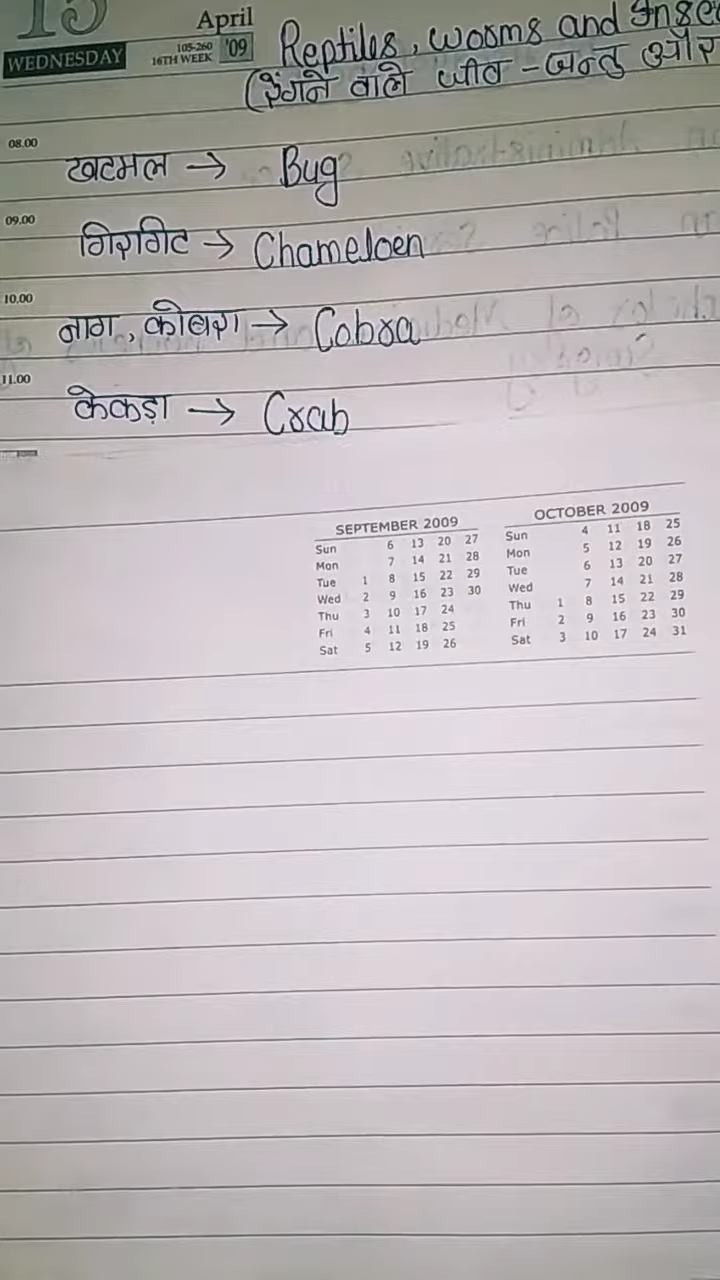 15 April
WEDNESDAY 105-260 16TH WEEK '09
Reptiles, worms and
(रेंगने वाले जीव-जन्तु और
08.00
खटमल → Bug
09.00
गिरगिट → Chameloen
10.00
नाग, कोबरा → Cobra
11.00
केकड़ा → Crab
SEPTEMBER 2009
Sun 6 13 20 27
Mon 7 14 21 28
Tue 1 8 15 22 29
Wed 2 9 16 23 30
Thu 3 10 17 24
Fri 4 11 18 25
Sat 5 12 19 26
OCTOBER 2009
Sun 4 11 18 25
Mon 5 12 19 26
Tue 6 13 20 27
Wed 7 14 21 28
Thu 1 8 15 22 29
Fri 2 9 16 23 30
Sat 3 10 17 24 31